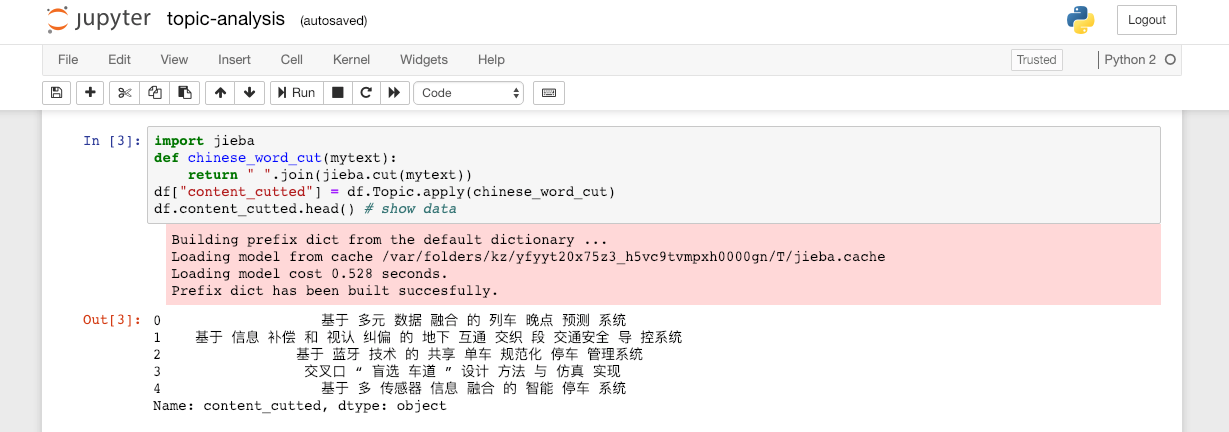 jupyter topic-analysis (autosaved) Logout
File Edit View Insert Cell Kernel Widgets Help Trusted Python 2
Run Code
In [3]: import jieba
def chinese_word_cut(mytext):
return " ".join(jieba.cut(mytext))
df["content_cutted"] = df.Topic.apply(chinese_word_cut)
df.content_cutted.head() # show data
Building prefix dict from the default dictionary ...
Loading model from cache /var/folders/kz/yfyyt20x75z3_h5vc9tvmpxh0000gn/T/jieba.cache
Loading model cost 0.528 seconds.
Prefix dict has been built succesfully.
Out[3]: 0 基于 多元 数据 融合 的 列车 晚点 预测 系统
1 基于 信息 补偿 和 视认 纠偏 的 地下 互通 交织 段 交通安全 导 控系统
2 基于 蓝牙 技术 的 共享 单车 规范化 停车 管理系统
3 交叉口 “ 盲选 车道 ” 设计 方法 与 仿真 实现
4 基于 多 传感器 信息 融合 的 智能 停车 系统
Name: content_cutted, dtype: object